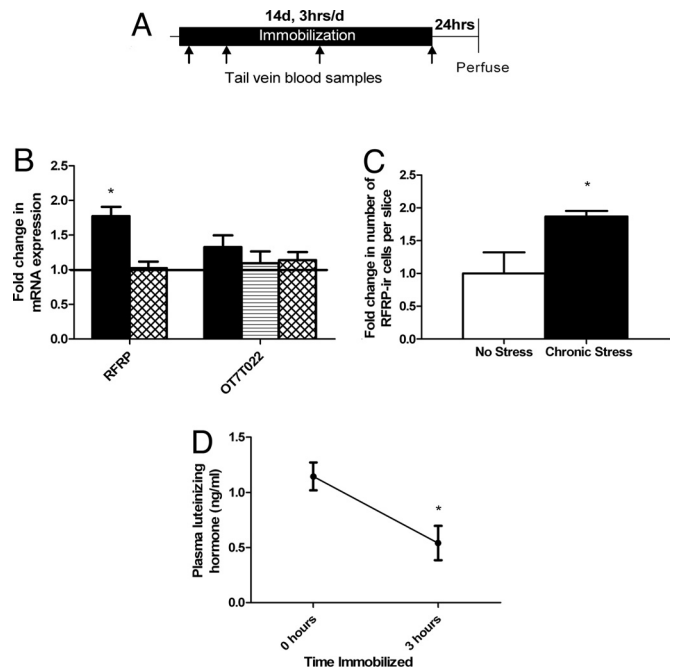 A
14d, 3hrs/d
Immobilization
24hrs
Perfuse
Tail vein blood samples
B
Fold change in
mRNA expression
2.5
2.0
1.5
1.0
0.5
0.0
*
RFRP
OT7T022
C
Fold change in number of
RFRP-ir cells per slice
2.5
2.0
1.5
1.0
0.5
0.0
*
No Stress
Chronic Stress
D
Plasma luteinizing
hormone (ng/ml)
1.5
1.0
0.5
0.0
*
0 hours
3 hours
Time Immobilized